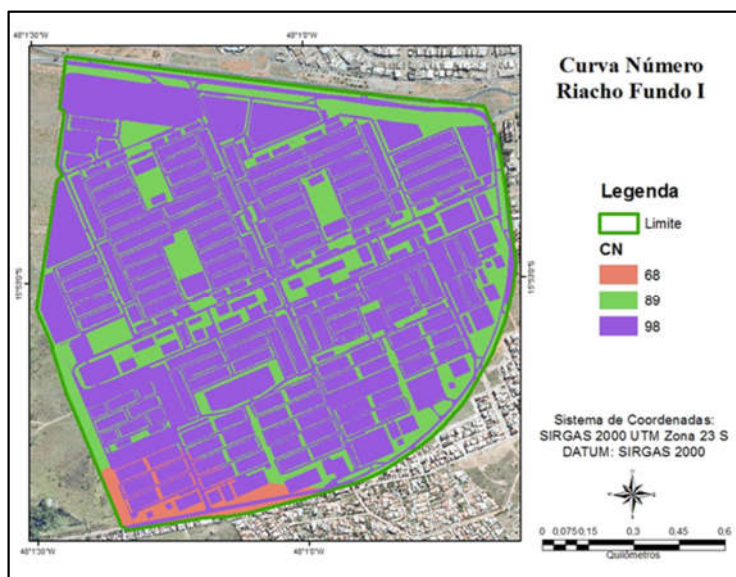 48°1'30"W
48°1'0"W
15°53'0"S
15°53'0"S
48°1'30"W
48°1'0"W
Curva Número
Riacho Fundo I
Legenda
Limite
CN
68
89
98
Sistema de Coordenadas:
SIRGAS 2000 UTM Zona 23 S
DATUM: SIRGAS 2000
0 0.075 0.15 0.3 0.45 0.6
Quilómetros